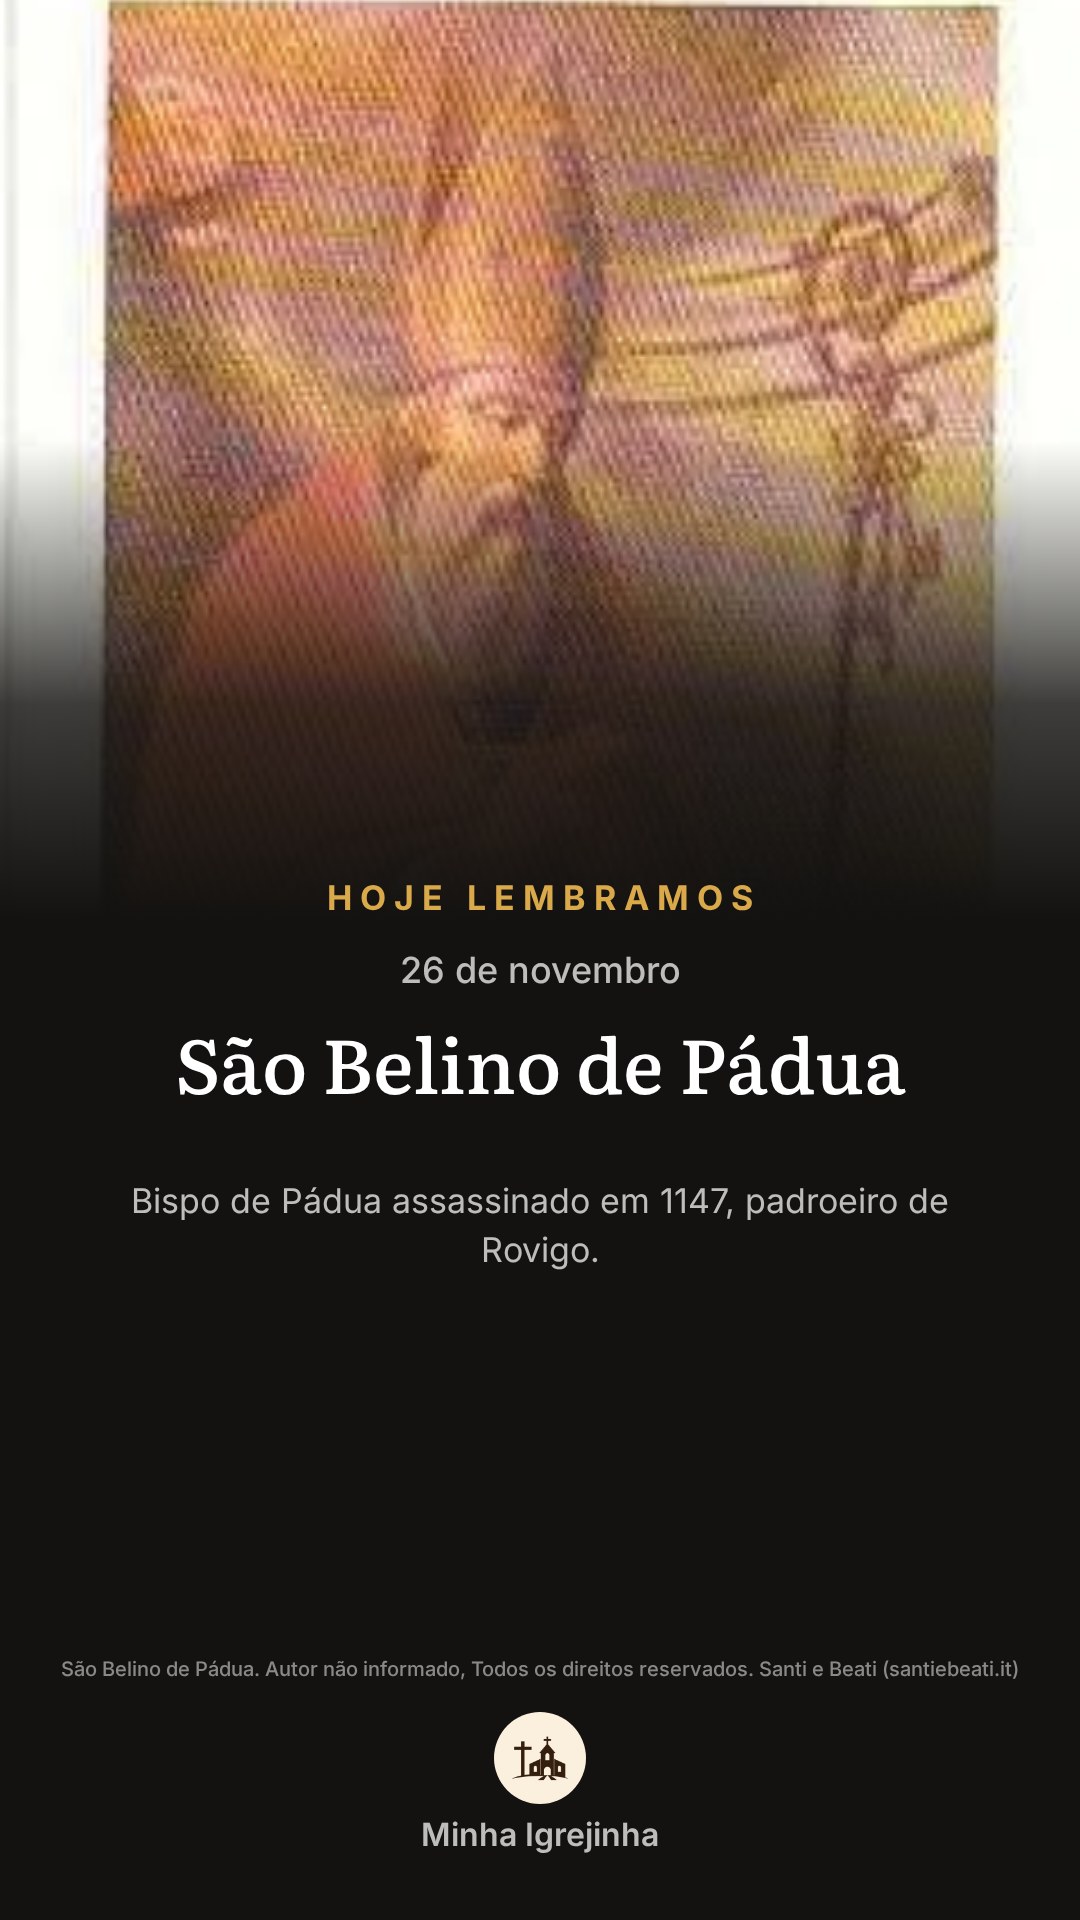 HOJE LEMBRAMOS
26 de novembro
São Belino de Pádua
Bispo de Pádua assassinado em 1147, padroeiro de
Rovigo.
São Belino de Pádua. Autor não informado, Todos os direitos reservados. Santi e Beati (santiebeati.it)
Minha Igrejinha